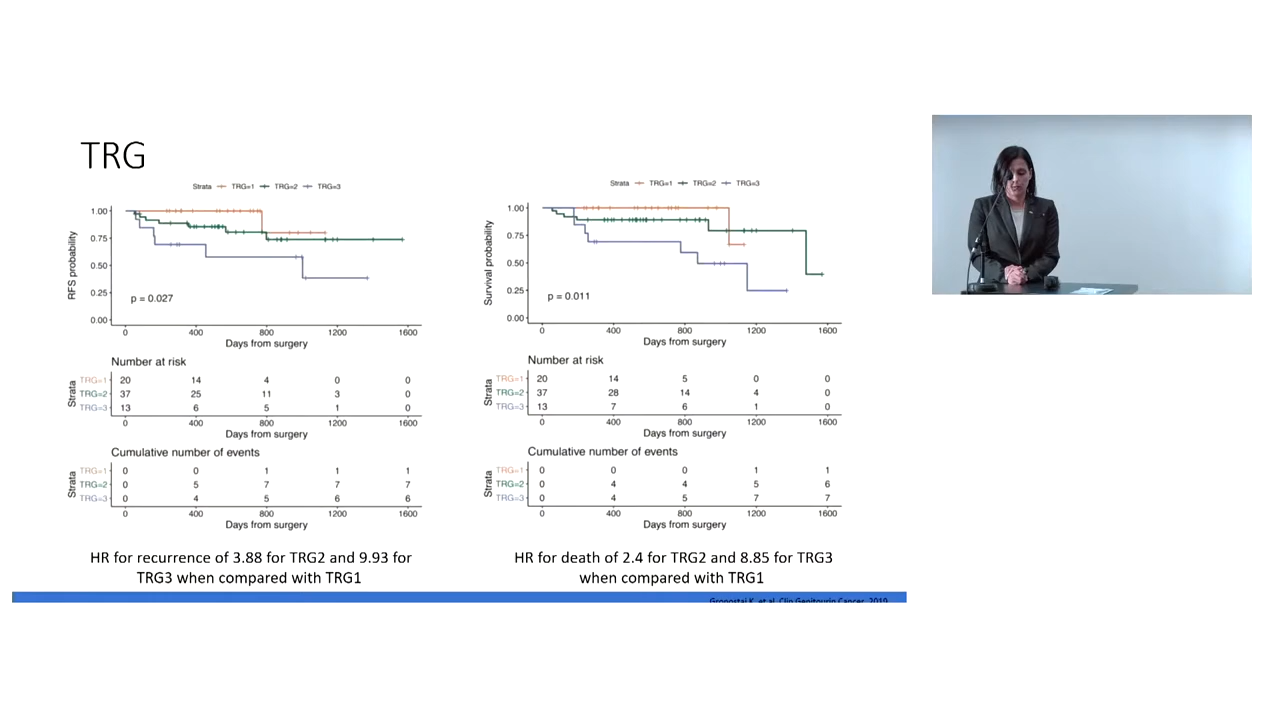 TRG
Strata TRG=1 TRG=2 TRG=3
1.00
0.75
0.50
0.25
0.00
RFS probability
p = 0.027
0 400 800 1200 1600
Days from surgery
Number at risk
Strata
TRG=1 20 14 4 0 0
TRG=2 37 25 11 3 0
TRG=3 13 6 5 1 0
0 400 800 1200 1600
Days from surgery
Cumulative number of events
Strata
TRG=1 0 0 1 1 1
TRG=2 0 5 7 7 7
TRG=3 0 4 5 6 6
0 400 800 1200 1600
Days from surgery
HR for recurrence of 3.88 for TRG2 and 9.93 for
TRG3 when compared with TRG1
Strata TRG=1 TRG=2 TRG=3
1.00
0.75
0.50
0.25
0.00
Survival probability
p = 0.011
0 400 800 1200 1600
Days from surgery
Number at risk
Strata
TRG=1 20 14 5 0 0
TRG=2 37 28 14 4 0
TRG=3 13 7 6 1 0
0 400 800 1200 1600
Days from surgery
Cumulative number of events
Strata
TRG=1 0 0 0 1 1
TRG=2 0 4 4 5 6
TRG=3 0 4 5 7 7
0 400 800 1200 1600
Days from surgery
HR for death of 2.4 for TRG2 and 8.85 for TRG3
when compared with TRG1
Gronostaj K, et al. Clin Genitourin Cancer, 2019